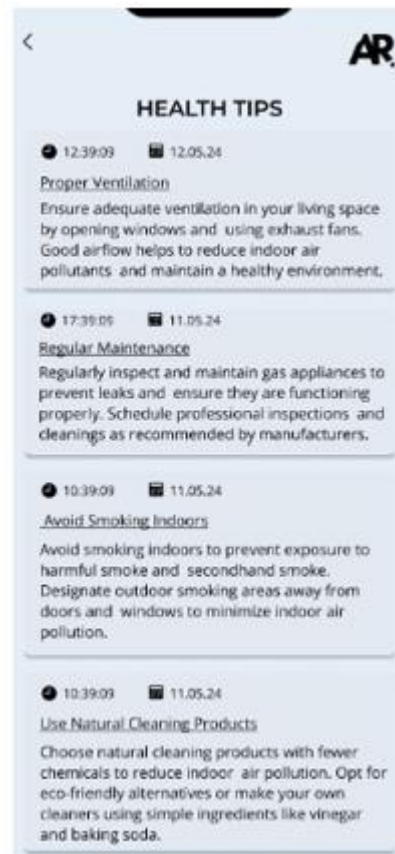 AR.
HEALTH TIPS
12:39:09 12.05.24
Proper Ventilation
Ensure adequate ventilation in your living space
by opening windows and using exhaust fans.
Good airflow helps to reduce indoor air
pollutants and maintain a healthy environment.
17:39:09 11.05.24
Regular Maintenance
Regularly inspect and maintain gas appliances to
prevent leaks and ensure they are functioning
properly. Schedule professional inspections and
cleanings as recommended by manufacturers.
10:39:09 11.05.24
Avoid Smoking Indoors
Avoid smoking indoors to prevent exposure to
harmful smoke and secondhand smoke.
Designate outdoor smoking areas away from
doors and windows to minimize indoor air
pollution.
10:39:09 11.05.24
Use Natural Cleaning Products
Choose natural cleaning products with fewer
chemicals to reduce indoor air pollution. Opt for
eco-friendly alternatives or make your own
cleaners using simple ingredients like vinegar
and baking soda.